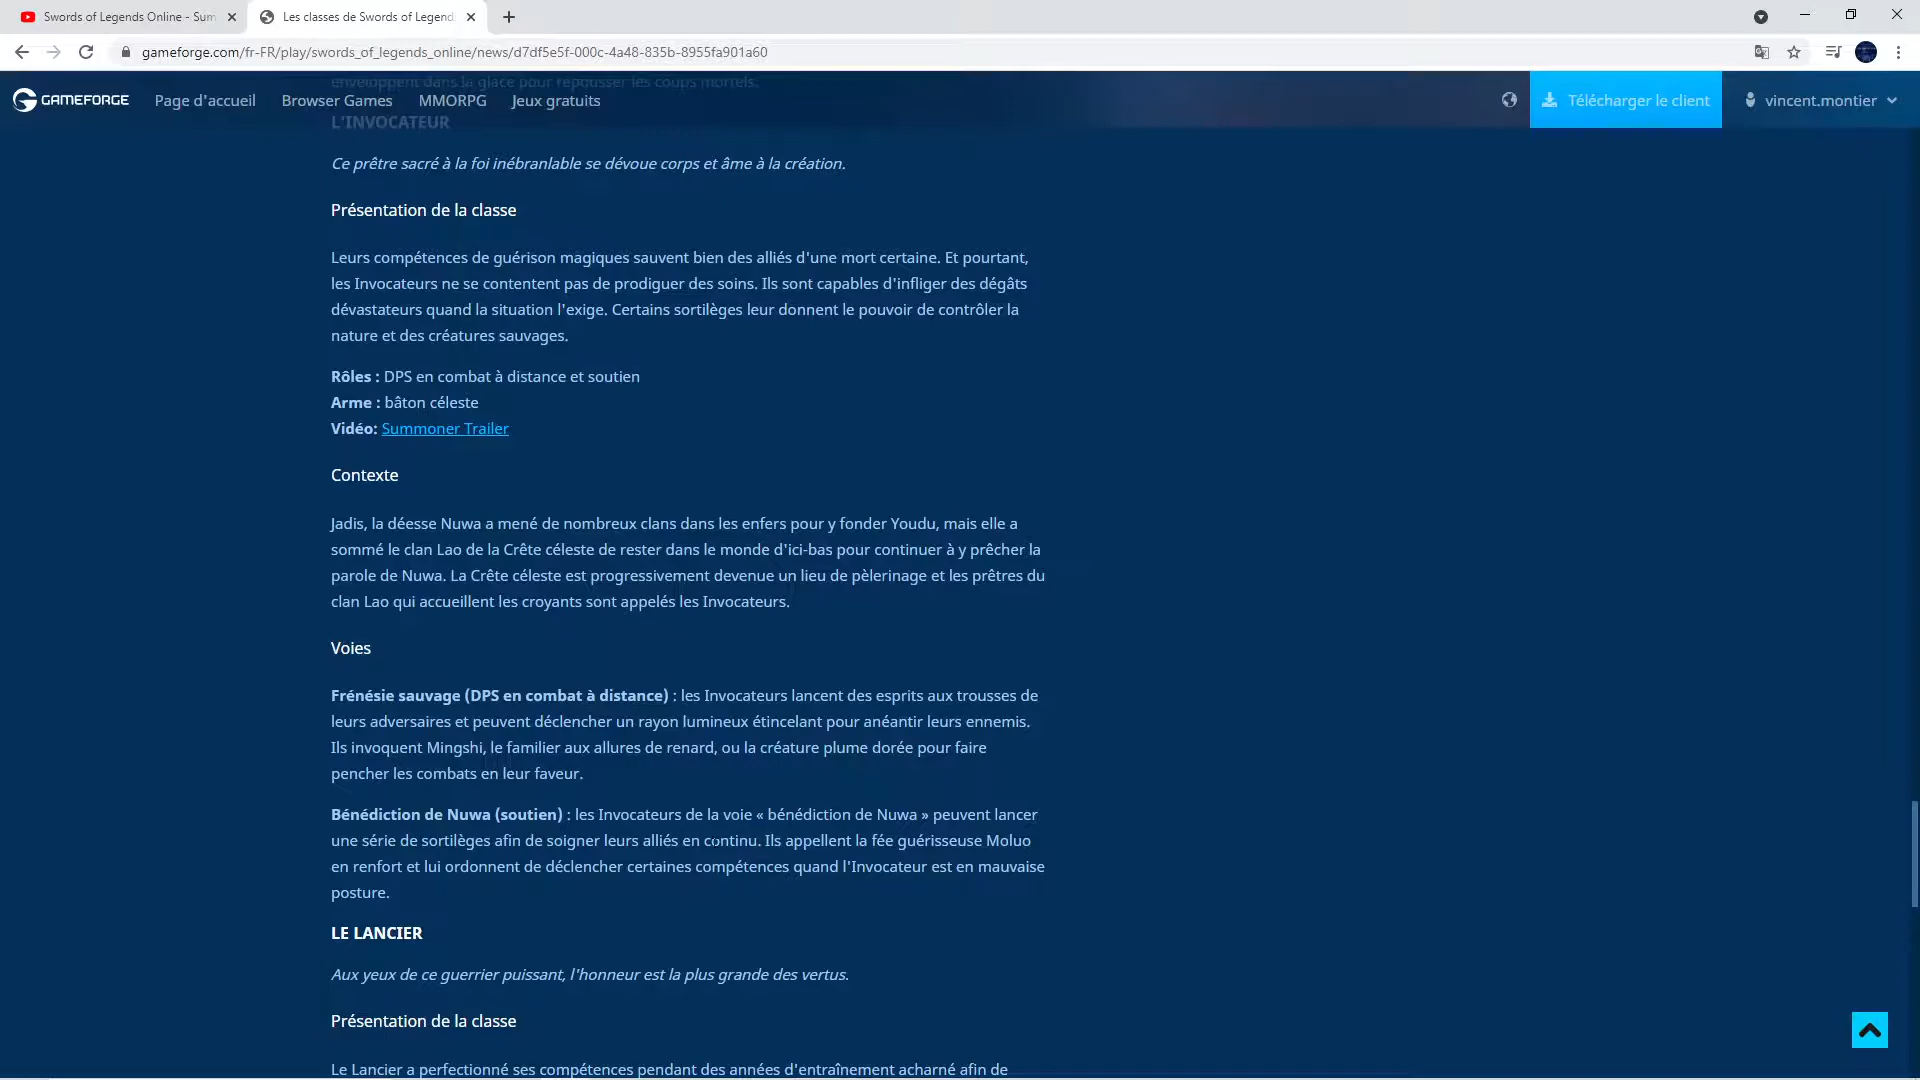 Swords of Legends Online - Sum
Les classes de Swords of Legend
gameforge.com/fr-FR/play/swords_of_legends_online/news/d7df5e5f-000c-4a48-835b-8955fa901a60
enveloppent dans la glace pour repousser les coups mortels.
GAMEFORGE Page d'accueil Browser Games MMORPG Jeux gratuits Télécharger le client vincent.montier
L'INVOCATEUR
Ce prêtre sacré à la foi inébranlable se dévoue corps et âme à la création.
Présentation de la classe
Leurs compétences de guérison magiques sauvent bien des alliés d'une mort certaine. Et pourtant,
les Invocateurs ne se contentent pas de prodiguer des soins. Ils sont capables d'infliger des dégâts
dévastateurs quand la situation l'exige. Certains sortilèges leur donnent le pouvoir de contrôler la
nature et des créatures sauvages.
Rôles : DPS en combat à distance et soutien
Arme : bâton céleste
Vidéo: Summoner Trailer
Contexte
Jadis, la déesse Nuwa a mené de nombreux clans dans les enfers pour y fonder Youdu, mais elle a
sommé le clan Lao de la Crête céleste de rester dans le monde d'ici-bas pour continuer à y prêcher la
parole de Nuwa. La Crête céleste est progressivement devenue un lieu de pèlerinage et les prêtres du
clan Lao qui accueillent les croyants sont appelés les Invocateurs.
Voies
Frénésie sauvage (DPS en combat à distance) : les Invocateurs lancent des esprits aux trousses de
leurs adversaires et peuvent déclencher un rayon lumineux étincelant pour anéantir leurs ennemis.
Ils invoquent Mingshi, le familier aux allures de renard, ou la créature plume dorée pour faire
pencher les combats en leur faveur.
Bénédiction de Nuwa (soutien) : les Invocateurs de la voie « bénédiction de Nuwa » peuvent lancer
une série de sortilèges afin de soigner leurs alliés en continu. Ils appellent la fée guérisseuse Moluo
en renfort et lui ordonnent de déclencher certaines compétences quand l'Invocateur est en mauvaise
posture.
LE LANCIER
Aux yeux de ce guerrier puissant, l'honneur est la plus grande des vertus.
Présentation de la classe
Le Lancier a perfectionné ses compétences pendant des années d'entraînement acharné afin de